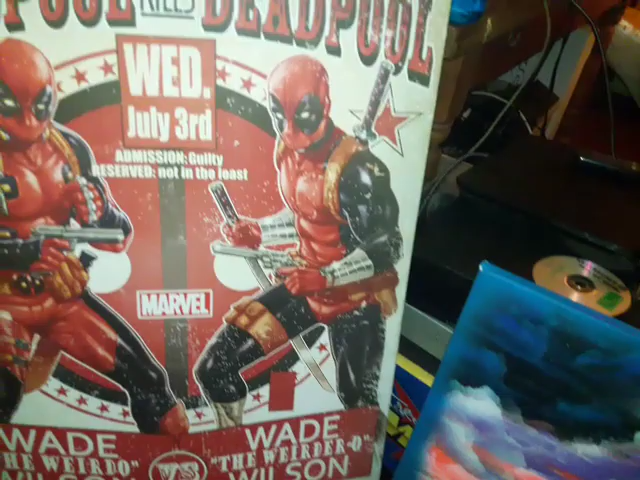 POOL KILLS DEADPOOL
WED.
July 3rd
ADMISSION: Guilty
RESERVED: not in the least
MARVEL
WADE
"THE WEIRDO"
WILSON
VS
WADE
"THE WEIRDER-O"
WILSON